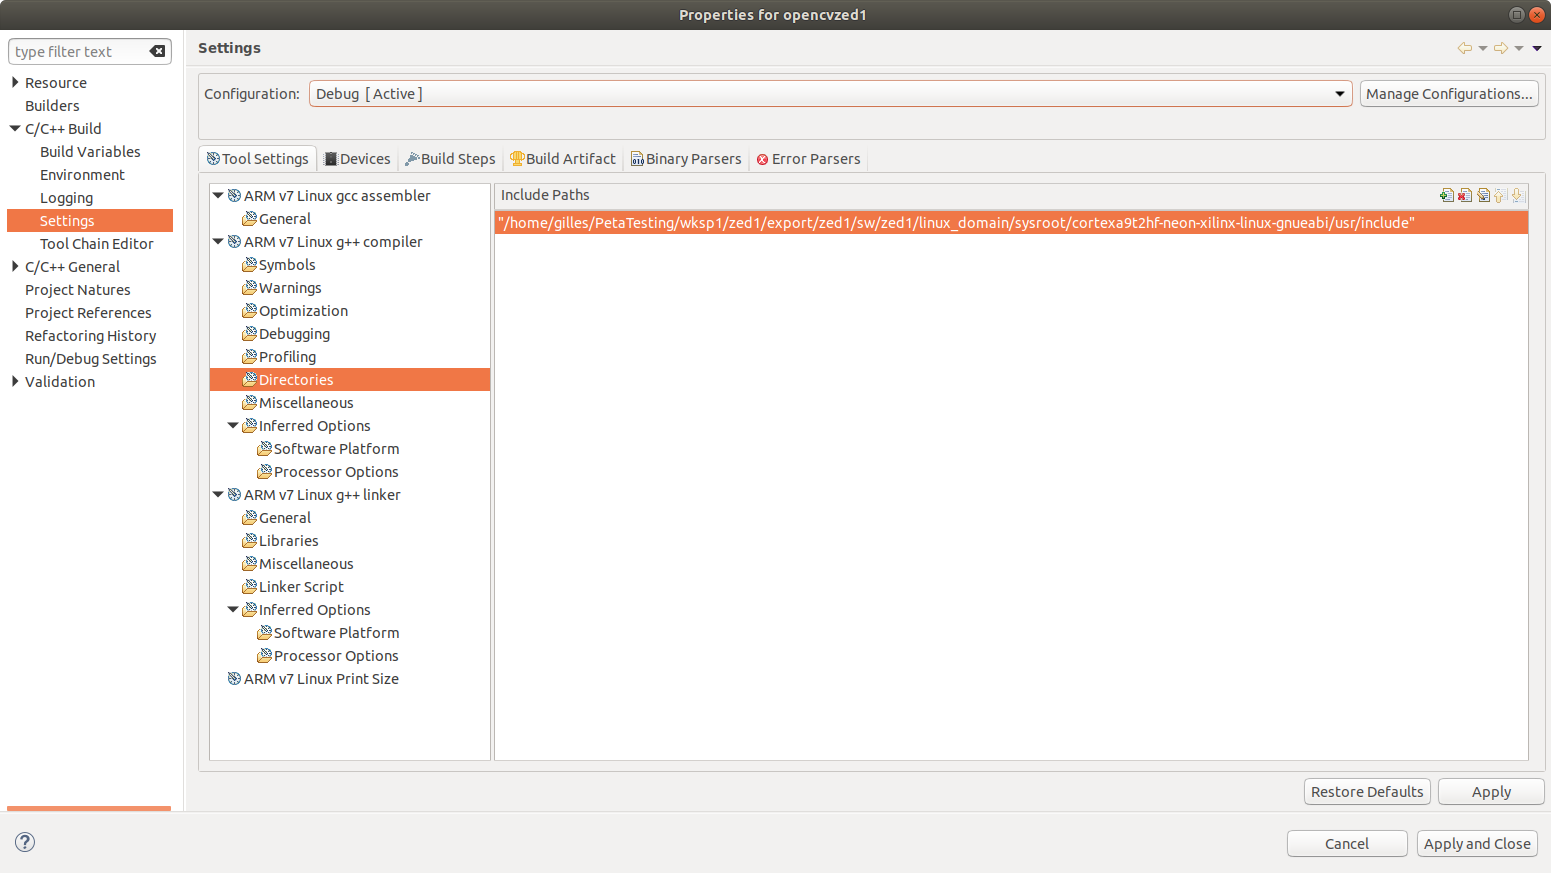 Properties for opencvzed1
type filter text
Resource
Builders
C/C++ Build
Build Variables
Environment
Logging
Settings
Tool Chain Editor
C/C++ General
Project Natures
Project References
Refactoring History
Run/Debug Settings
Validation
Settings
Configuration:
Debug [ Active ]
Manage Configurations...
Tool Settings
Devices
Build Steps
Build Artifact
Binary Parsers
Error Parsers
ARM v7 Linux gcc assembler
General
ARM v7 Linux g++ compiler
Symbols
Warnings
Optimization
Debugging
Profiling
Directories
Miscellaneous
Inferred Options
Software Platform
Processor Options
ARM v7 Linux g++ linker
General
Libraries
Miscellaneous
Linker Script
Inferred Options
Software Platform
Processor Options
ARM v7 Linux Print Size
Include Paths
"/home/gilles/PetaTesting/wksp1/zed1/export/zed1/sw/zed1/linux_domain/sysroot/cortexa9t2hf-neon-xilinx-linux-gnueabi/usr/include"
Restore Defaults
Apply
Cancel
Apply and Close